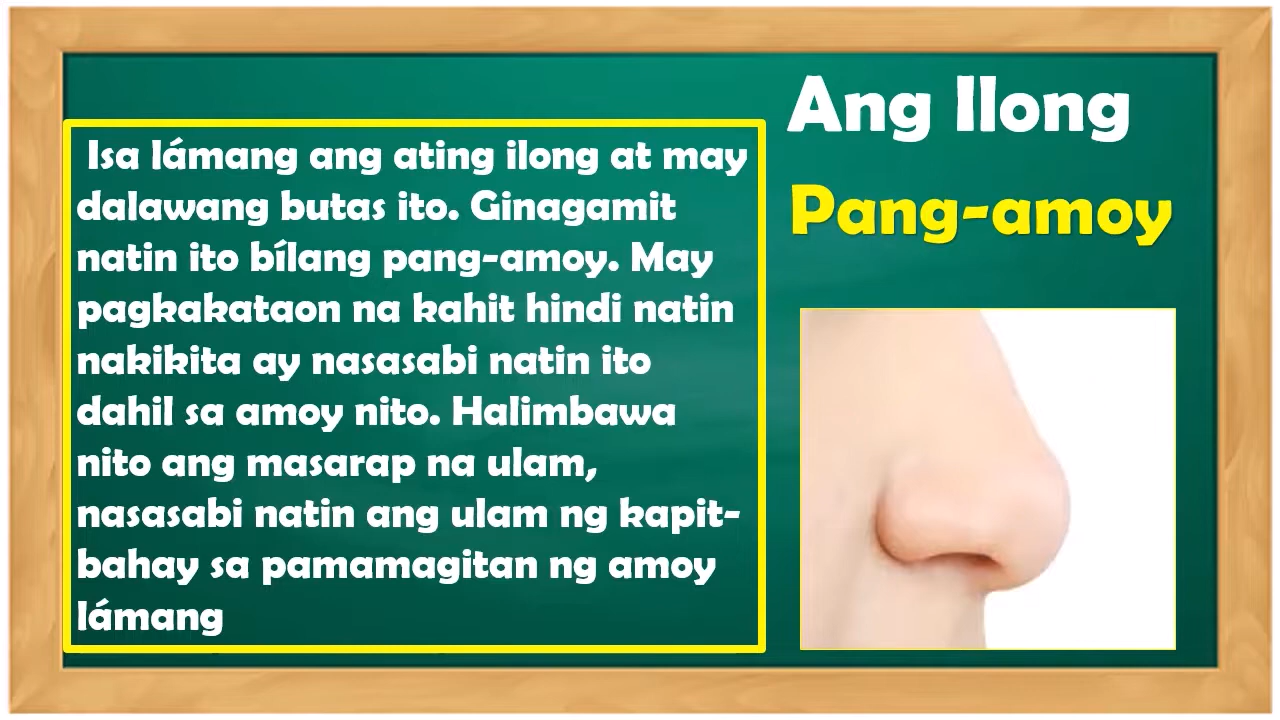 Ang Ilong
Pang-amoy
Isa lámang ang ating ilong at may
dalawang butas ito. Ginagamit
natin ito bílang pang-amoy. May
pagkakataon na kahit hindi natin
nakikita ay nasasabi natin ito
dahil sa amoy nito. Halimbawa
nito ang masarap na ulam,
nasasabi natin ang ulam ng kapit-
bahay sa pamamagitan ng amoy
lámang